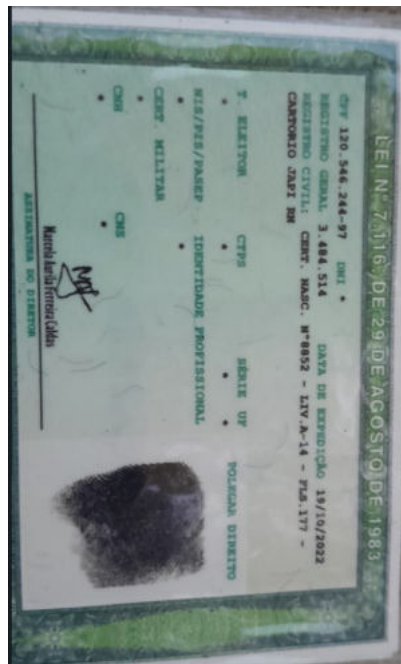 LEI Nº 7.116, DE 29 DE AGOSTO DE 1983
CPF 120.546.244-97 DNI *
REGISTRO GERAL 3.484.514 DATA DE EXPEDIÇÃO 19/10/2022
REGISTRO CIVIL: CERT. NASC. Nº8852 - LIV.A-14 - FLS.177 -
CARTORIO JAPI RN
T. ELEITOR CTPS SÉRIE UF
* * *
NIS/PIS/PASEP IDENTIDADE PROFISSIONAL
* *
CERT. MILITAR
*
CNH CNS
* *
POLEGAR DIREITO
Marcela Aurila Ferreira Caldas
ASSINATURA DO DIRETOR